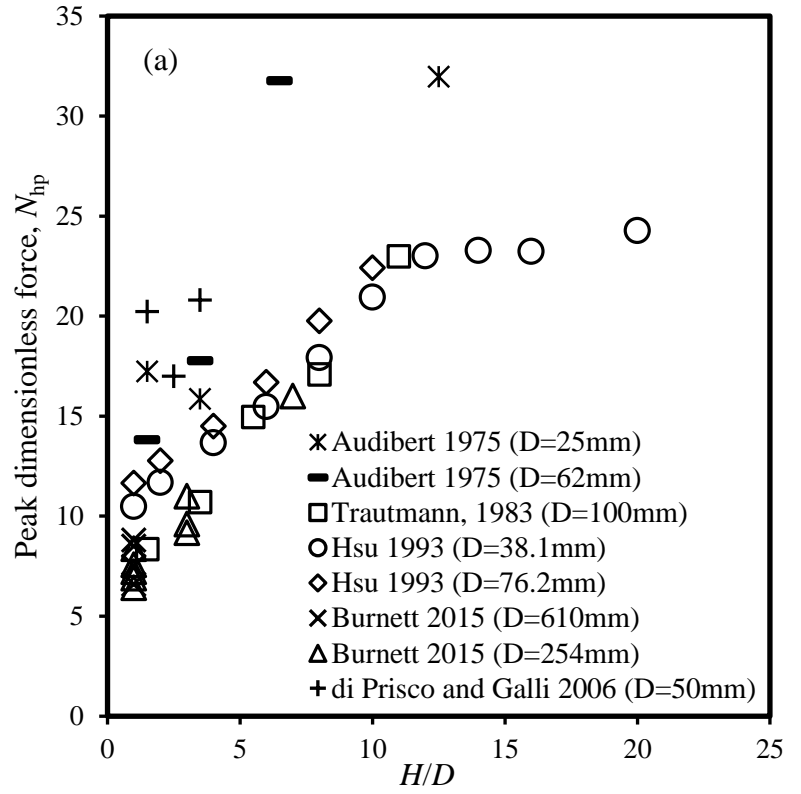 35
(a)
30
25
20
15
10
5
0
Peak dimensionless force, Nhp
Audibert 1975 (D=25mm)
Audibert 1975 (D=62mm)
Trautmann, 1983 (D=100mm)
Hsu 1993 (D=38.1mm)
Hsu 1993 (D=76.2mm)
Burnett 2015 (D=610mm)
Burnett 2015 (D=254mm)
di Prisco and Galli 2006 (D=50mm)
0 5 10 15 20 25
H/D